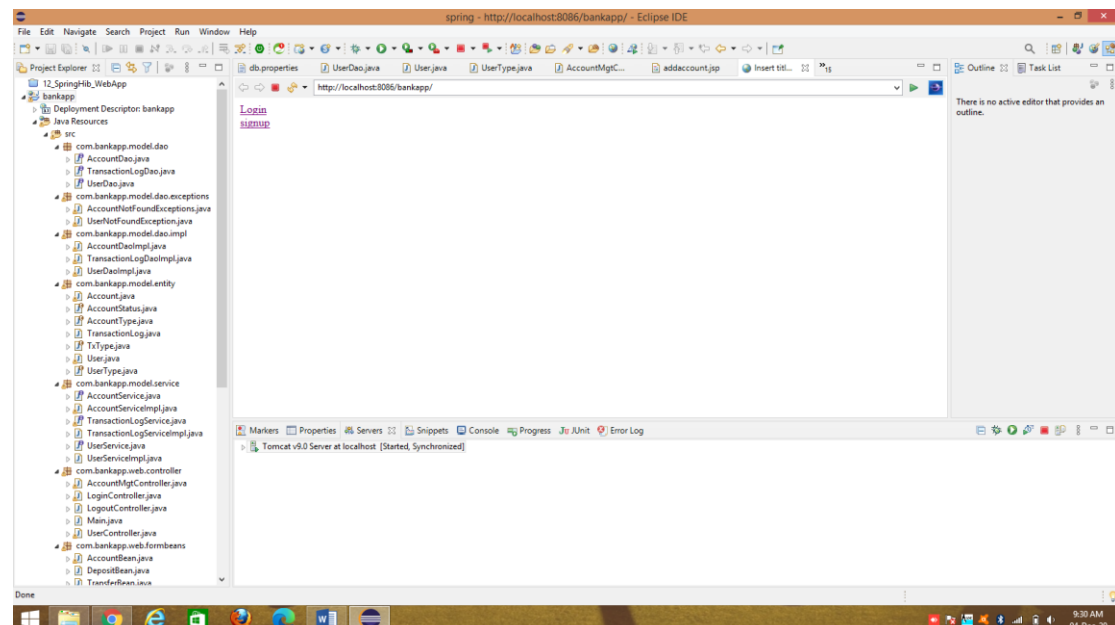 spring - http://localhost:8086/bankapp/ - Eclipse IDE
File Edit Navigate Search Project Run Window Help
Project Explorer
db.properties UserDao.java User.java UserType.java AccountMgtC... addaccount.jsp Insert titl... »15
Outline Task List
12_SpringHib_WebApp
bankapp
Deployment Descriptor: bankapp
Java Resources
src
com.bankapp.model.dao
AccountDao.java
TransactionLogDao.java
UserDao.java
com.bankapp.model.dao.exceptions
AccountNotFoundExceptions.java
UserNotFoundException.java
com.bankapp.model.dao.impl
AccountDaoImpl.java
TransactionLogDaoImpl.java
UserDaoImpl.java
com.bankapp.model.entity
Account.java
AccountStatus.java
AccountType.java
TransactionLog.java
TxType.java
User.java
UserType.java
com.bankapp.model.service
AccountService.java
AccountServiceImpl.java
TransactionLogService.java
TransactionLogServiceImpl.java
UserService.java
UserServiceImpl.java
com.bankapp.web.controller
AccountMgtController.java
LoginController.java
LogoutController.java
Main.java
UserController.java
com.bankapp.web.formbeans
AccountBean.java
DepositBean.java
TransferBean.java
http://localhost:8086/bankapp/
Login
signup
There is no active editor that provides an
outline.
Markers Properties Servers Snippets Console Progress JUnit Error Log
Tomcat v9.0 Server at localhost [Started, Synchronized]
Done
9:30 AM